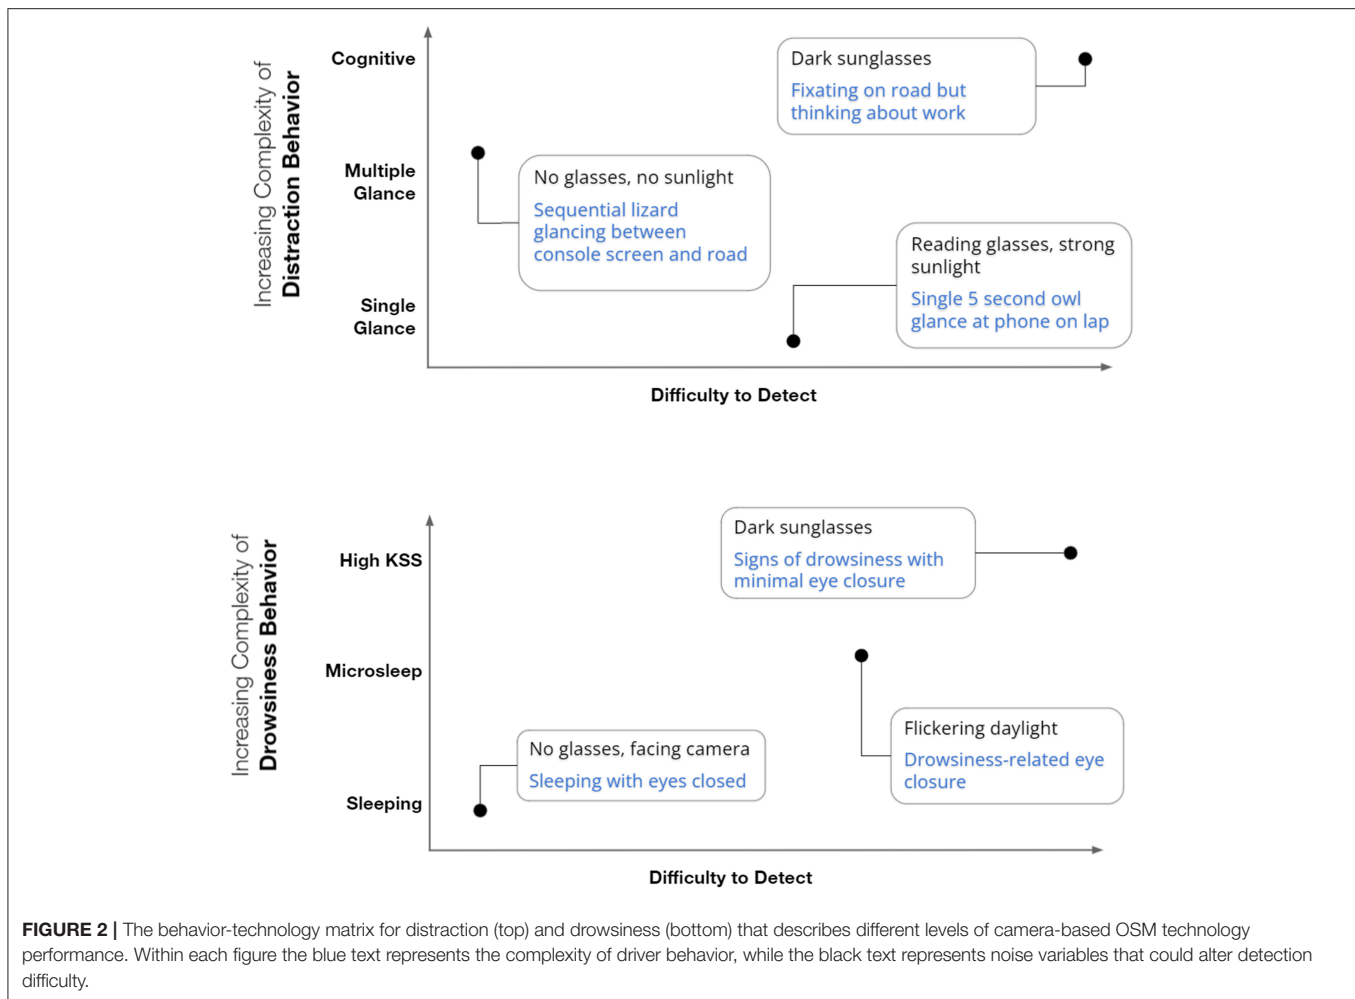 Increasing Complexity of
Distraction Behavior
Cognitive
Multiple
Glance
Single
Glance
Dark sunglasses
Fixating on road but
thinking about work
No glasses, no sunlight
Sequential lizard
glancing between
console screen and road
Reading glasses, strong
sunlight
Single 5 second owl
glance at phone on lap
Difficulty to Detect
Increasing Complexity of
Drowsiness Behavior
High KSS
Microsleep
Sleeping
Dark sunglasses
Signs of drowsiness with
minimal eye closure
No glasses, facing camera
Sleeping with eyes closed
Flickering daylight
Drowsiness-related eye
closure
Difficulty to Detect
FIGURE 2 | The behavior-technology matrix for distraction (top) and drowsiness (bottom) that describes different levels of camera-based OSM technology
performance. Within each figure the blue text represents the complexity of driver behavior, while the black text represents noise variables that could alter detection
difficulty.